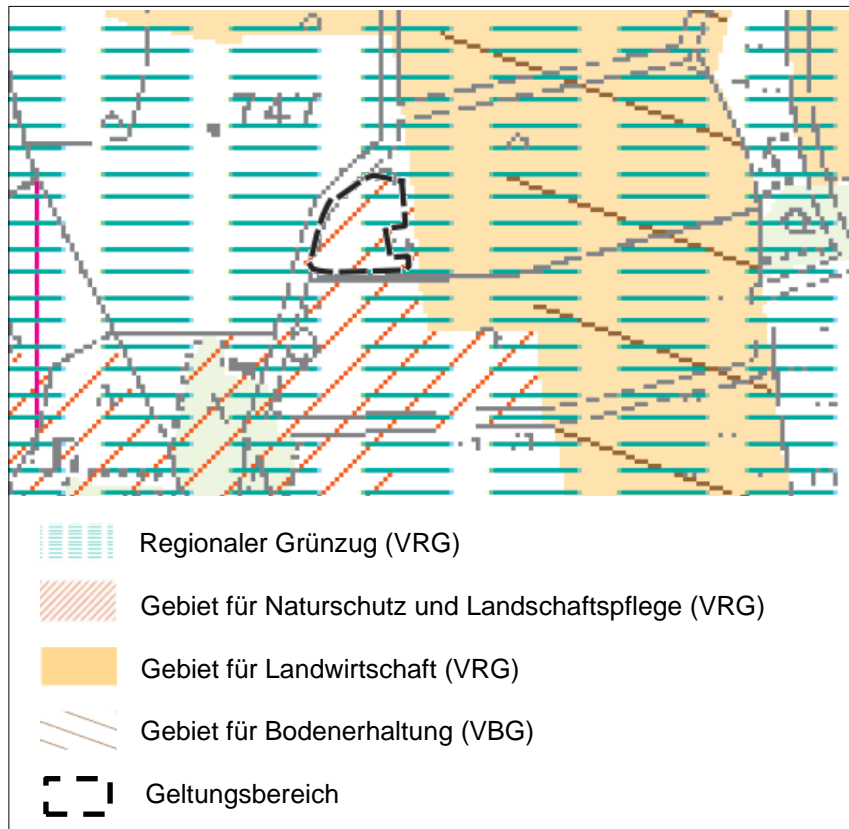 747
Regionaler Grünzug (VRG)
Gebiet für Naturschutz und Landschaftspflege (VRG)
Gebiet für Landwirtschaft (VRG)
Gebiet für Bodenerhaltung (VBG)
Geltungsbereich